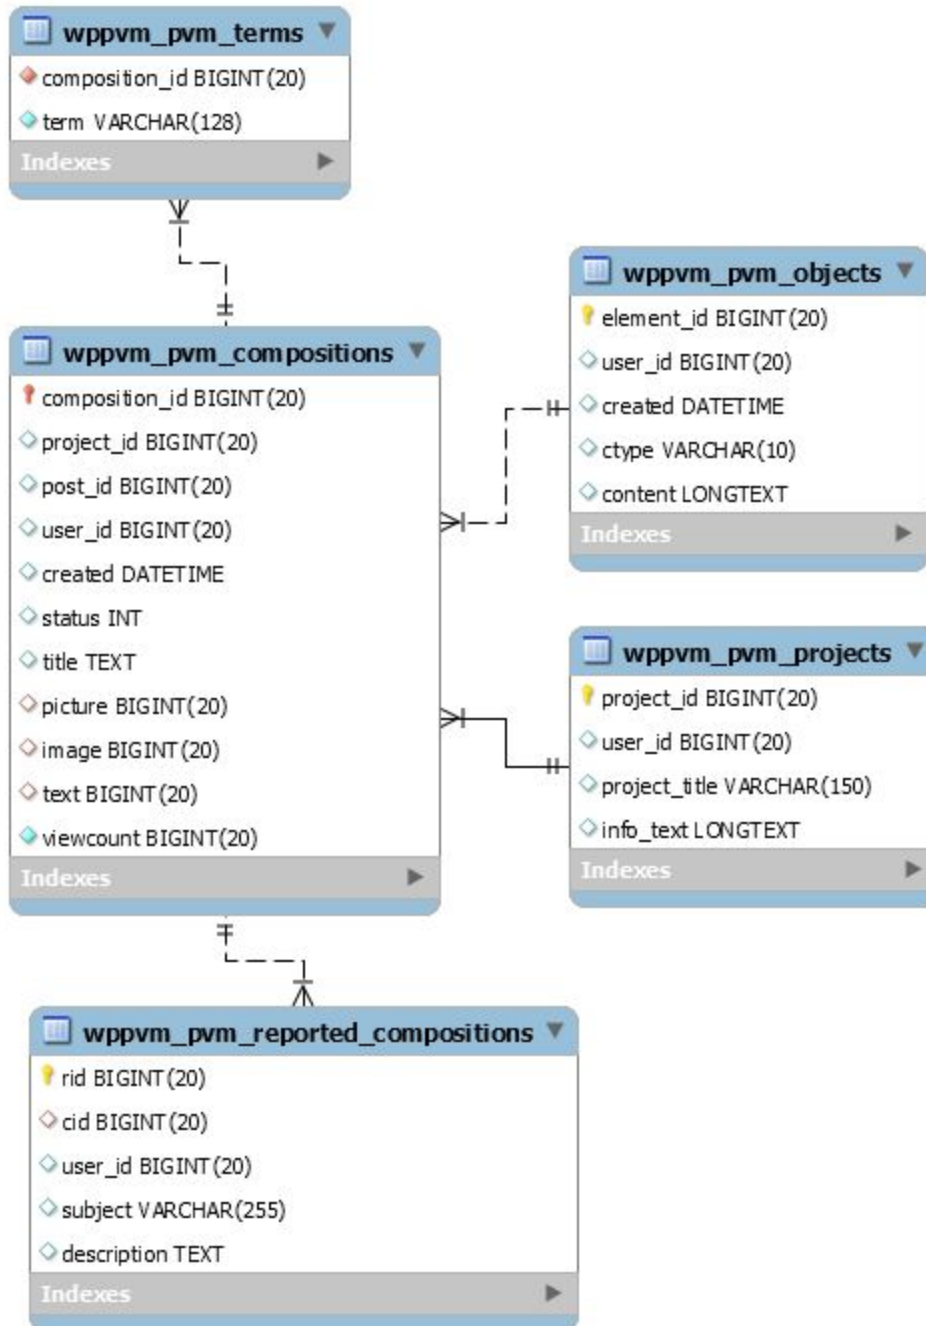 wppvm_pvm_terms
composition_id BIGINT(20)
term VARCHAR(128)
Indexes
wppvm_pvm_compositions
composition_id BIGINT(20)
project_id BIGINT(20)
post_id BIGINT(20)
user_id BIGINT(20)
created DATETIME
status INT
title TEXT
picture BIGINT(20)
image BIGINT(20)
text BIGINT(20)
viewcount BIGINT(20)
Indexes
wppvm_pvm_objects
element_id BIGINT(20)
user_id BIGINT(20)
created DATETIME
ctype VARCHAR(10)
content LONGTEXT
Indexes
wppvm_pvm_projects
project_id BIGINT(20)
user_id BIGINT(20)
project_title VARCHAR(150)
info_text LONGTEXT
Indexes
wppvm_pvm_reported_compositions
rid BIGINT(20)
cid BIGINT(20)
user_id BIGINT(20)
subject VARCHAR(255)
description TEXT
Indexes